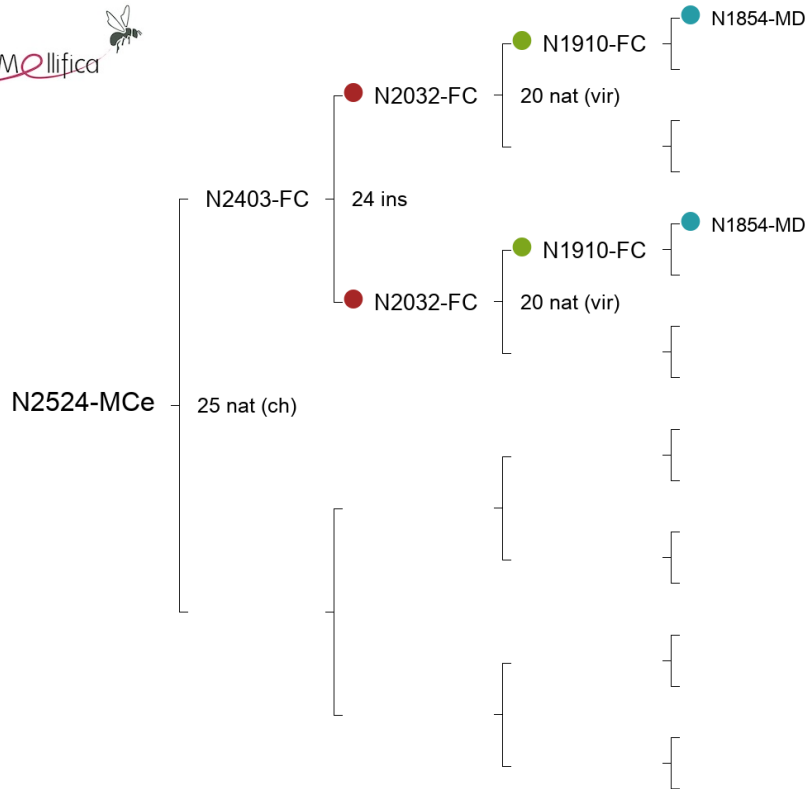 Mellifica
N1854-MD
N1910-FC
N2032-FC
20 nat (vir)
N2403-FC
24 ins
N1854-MD
N1910-FC
N2032-FC
20 nat (vir)
N2524-MCe
25 nat (ch)